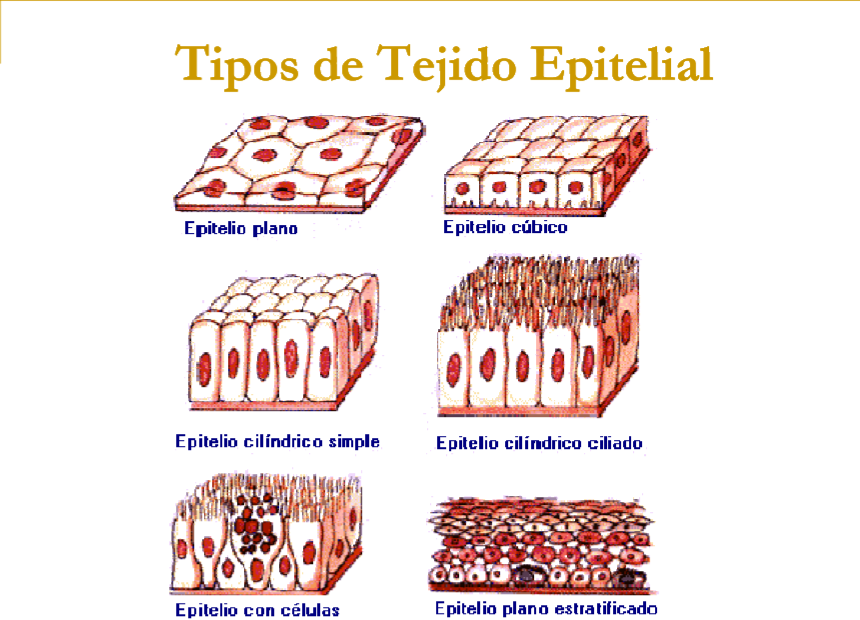 Tipos de Tejido Epitelial
Epitelio plano
Epitelio cúbico
Epitelio cilíndrico simple
Epitelio cilíndrico ciliado
Epitelio con células
Epitelio plano estratificado